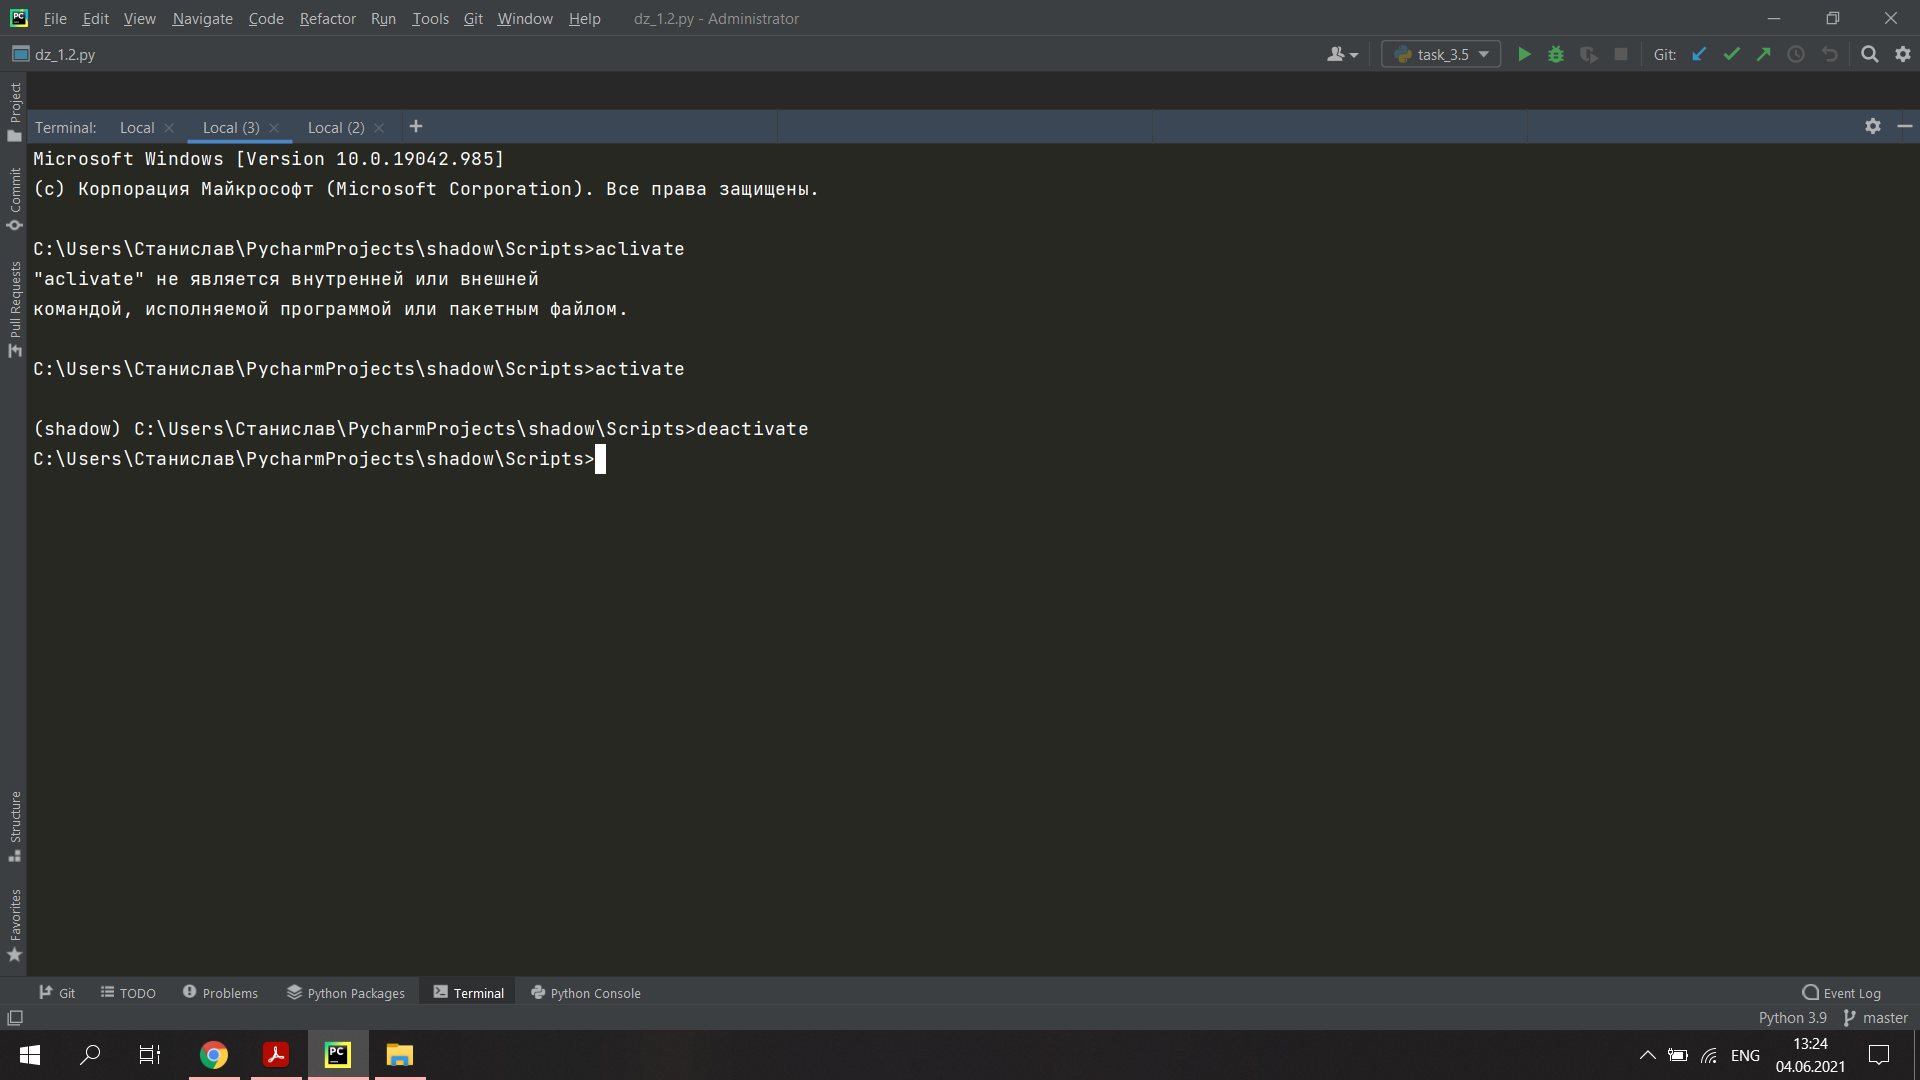 File Edit View Navigate Code Refactor Run Tools Git Window Help dz_1.2.py - Administrator
dz_1.2.py task_3.5 Git:
Project
Commit
Pull Requests
Structure
Favorites
Terminal: Local Local (3) Local (2)
Microsoft Windows [Version 10.0.19042.985]
(c) Корпорация Майкрософт (Microsoft Corporation). Все права защищены.
C:\Users\Станислав\PycharmProjects\shadow\Scripts>aclivate
"aclivate" не является внутренней или внешней
командой, исполняемой программой или пакетным файлом.
C:\Users\Станислав\PycharmProjects\shadow\Scripts>activate
(shadow) C:\Users\Станислав\PycharmProjects\shadow\Scripts>deactivate
C:\Users\Станислав\PycharmProjects\shadow\Scripts>
Git TODO Problems Python Packages Terminal Python Console Event Log
Python 3.9 master
PC ENG 13:24
04.06.2021